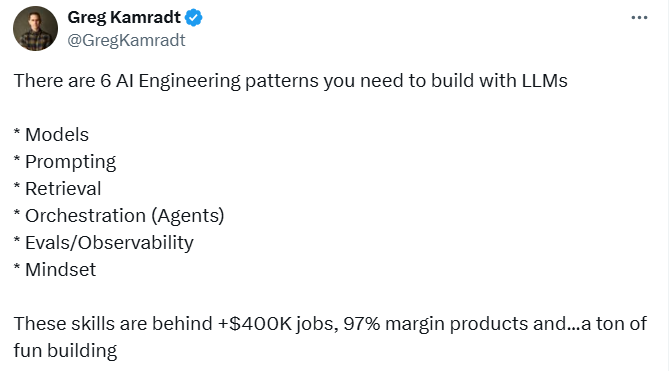 Greg Kamradt
@GregKamradt
There are 6 AI Engineering patterns you need to build with LLMs
* Models
* Prompting
* Retrieval
* Orchestration (Agents)
* Evals/Observability
* Mindset
These skills are behind +$400K jobs, 97% margin products and...a ton of
fun building